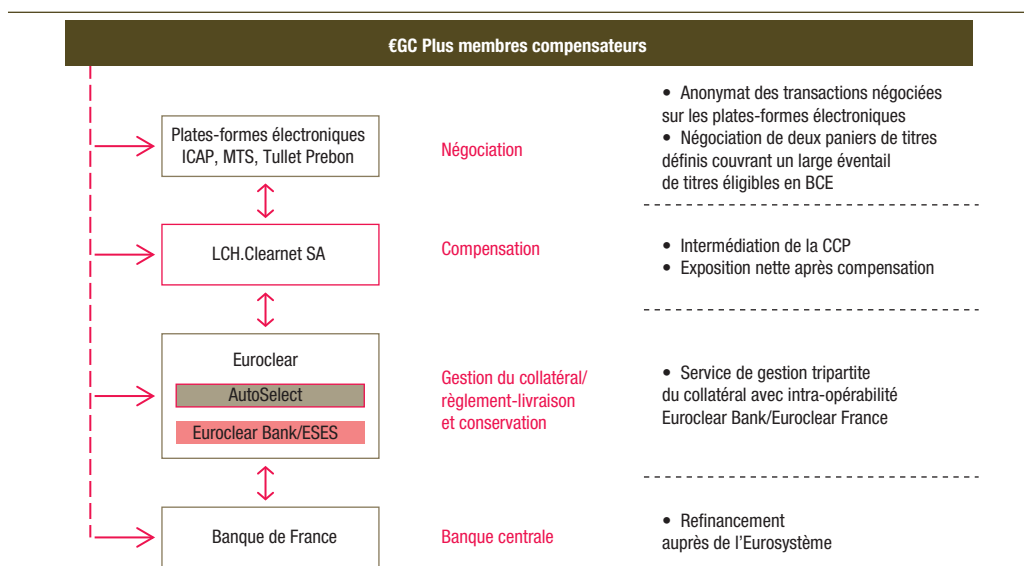 €GC Plus membres compensateurs
Plates-formes électroniques
ICAP, MTS, Tullet Prebon
Négociation
• Anonymat des transactions négociées
sur les plates-formes électroniques
• Négociation de deux paniers de titres
définis couvrant un large éventail
de titres éligibles en BCE
LCH.Clearnet SA
Compensation
• Intermédiation de la CCP
• Exposition nette après compensation
Euroclear
AutoSelect
Euroclear Bank/ESES
Gestion du collatéral/
règlement-livraison
et conservation
• Service de gestion tripartite
du collatéral avec intra-opérabilité
Euroclear Bank/Euroclear France
Banque de France
Banque centrale
• Refinancement
auprès de l’Eurosystème